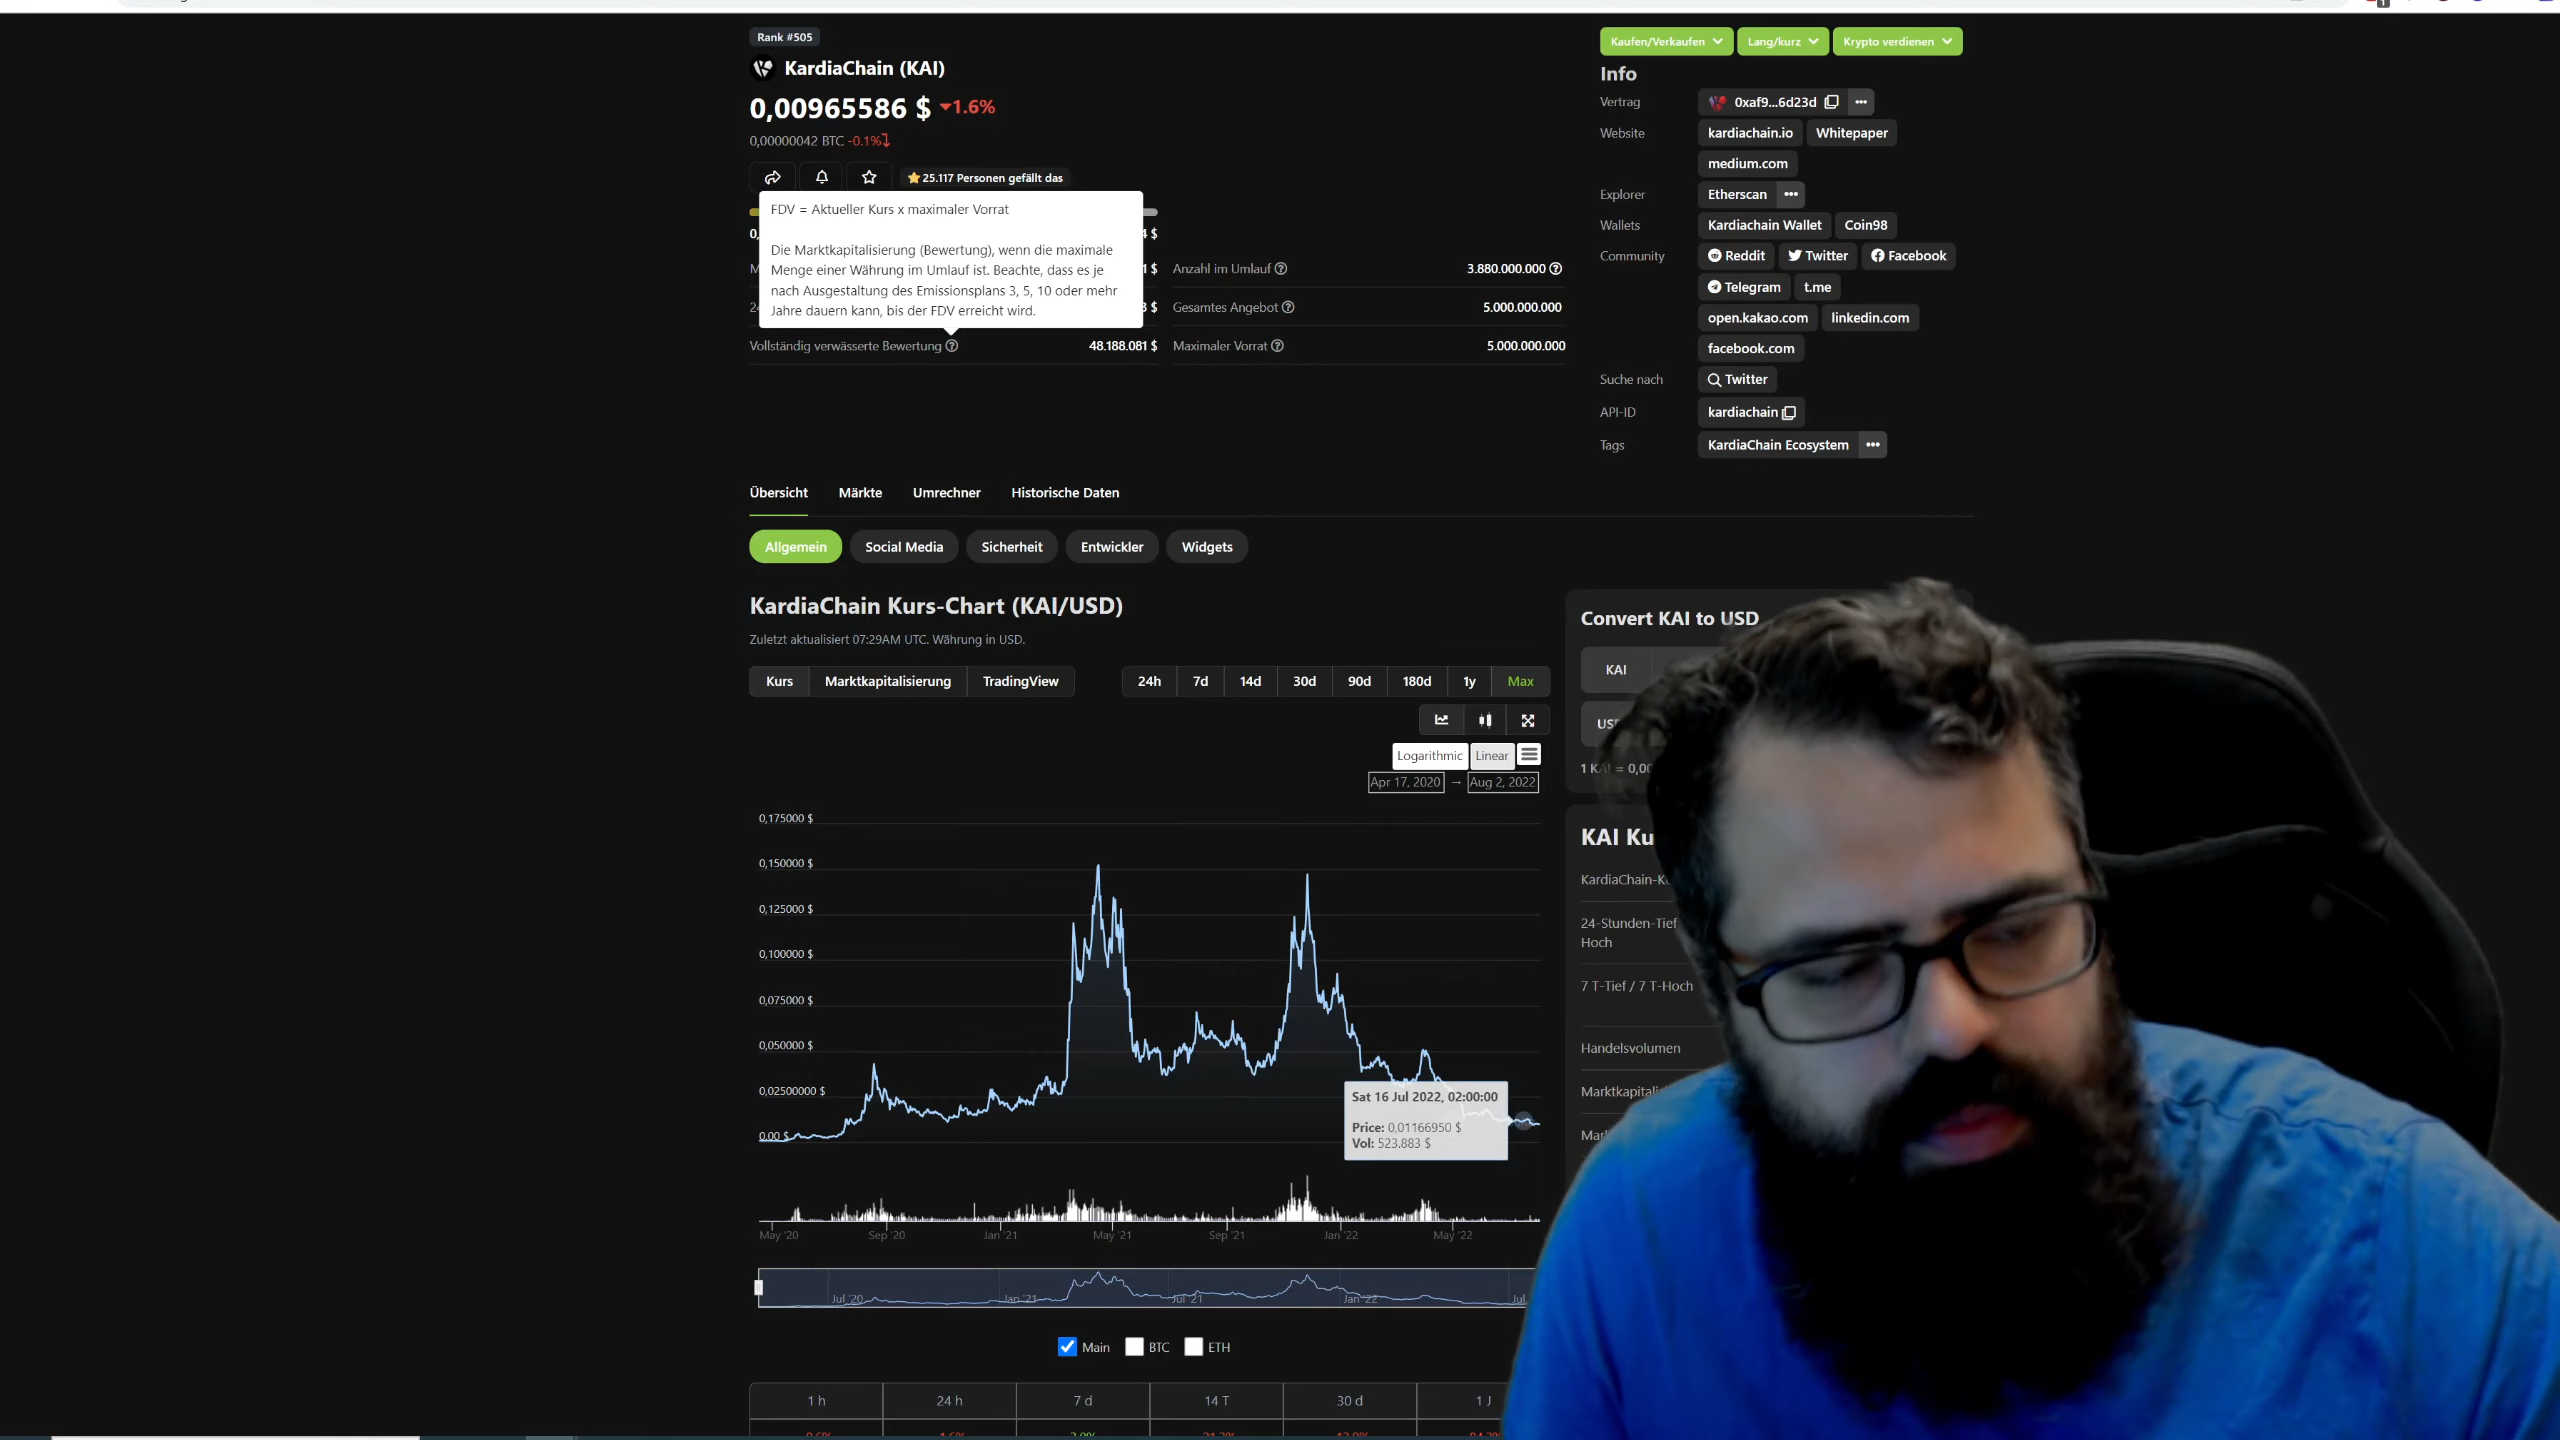 Rank #505
KardiaChain (KAI)
0,00965586 $ 1.6%
0,00000042 BTC -0.1%
25.117 Personen gefällt das
FDV = Aktueller Kurs x maximaler Vorrat
Die Marktkapitalisierung (Bewertung), wenn die maximale
Menge einer Währung im Umlauf ist. Beachte, dass es je
nach Ausgestaltung des Emissionsplans 3, 5, 10 oder mehr
Jahre dauern kann, bis der FDV erreicht wird.
Vollständig verwässerte Bewertung 48.188.081 $
Anzahl im Umlauf 3.880.000.000
Gesamtes Angebot 5.000.000.000
Maximaler Vorrat 5.000.000.000
Kaufen/Verkaufen Lang/kurz Krypto verdienen
Info
Vertrag 0xaf9...6d23d
Website kardiachain.io Whitepaper
medium.com
Explorer Etherscan
Wallets Kardiachain Wallet Coin98
Community Reddit Twitter Facebook
Telegram t.me
open.kakao.com linkedin.com
facebook.com
Suche nach Twitter
API-ID kardiachain
Tags KardiaChain Ecosystem
Übersicht Märkte Umrechner Historische Daten
Allgemein Social Media Sicherheit Entwickler Widgets
KardiaChain Kurs-Chart (KAI/USD)
Zuletzt aktualisiert 07:29AM UTC. Währung in USD.
Kurs Marktkapitalisierung TradingView 24h 7d 14d 30d 90d 180d 1y Max
Logarithmic Linear
Apr 17, 2020 → Aug 2, 2022
0,175000 $
0,150000 $
0,125000 $
0,100000 $
0,075000 $
0,050000 $
0,02500000 $
0,00 $
Sat 16 Jul 2022, 02:00:00
Price: 0,01166950 $
Vol: 523.883 $
May '20 Sep '20 Jan '21 May '21 Sep '21 Jan '22 May '22
Jul '20 Jan '21 Jul '21 Jan '22 Jul
Main BTC ETH
1 h 24 h 7 d 14 T 30 d 1 J
Convert KAI to USD
KAI
1 KAI = 0,00
KAI
24-Stunden-Tief
Hoch
7 T-Tief / 7 T-Hoch
Handelsvolumen